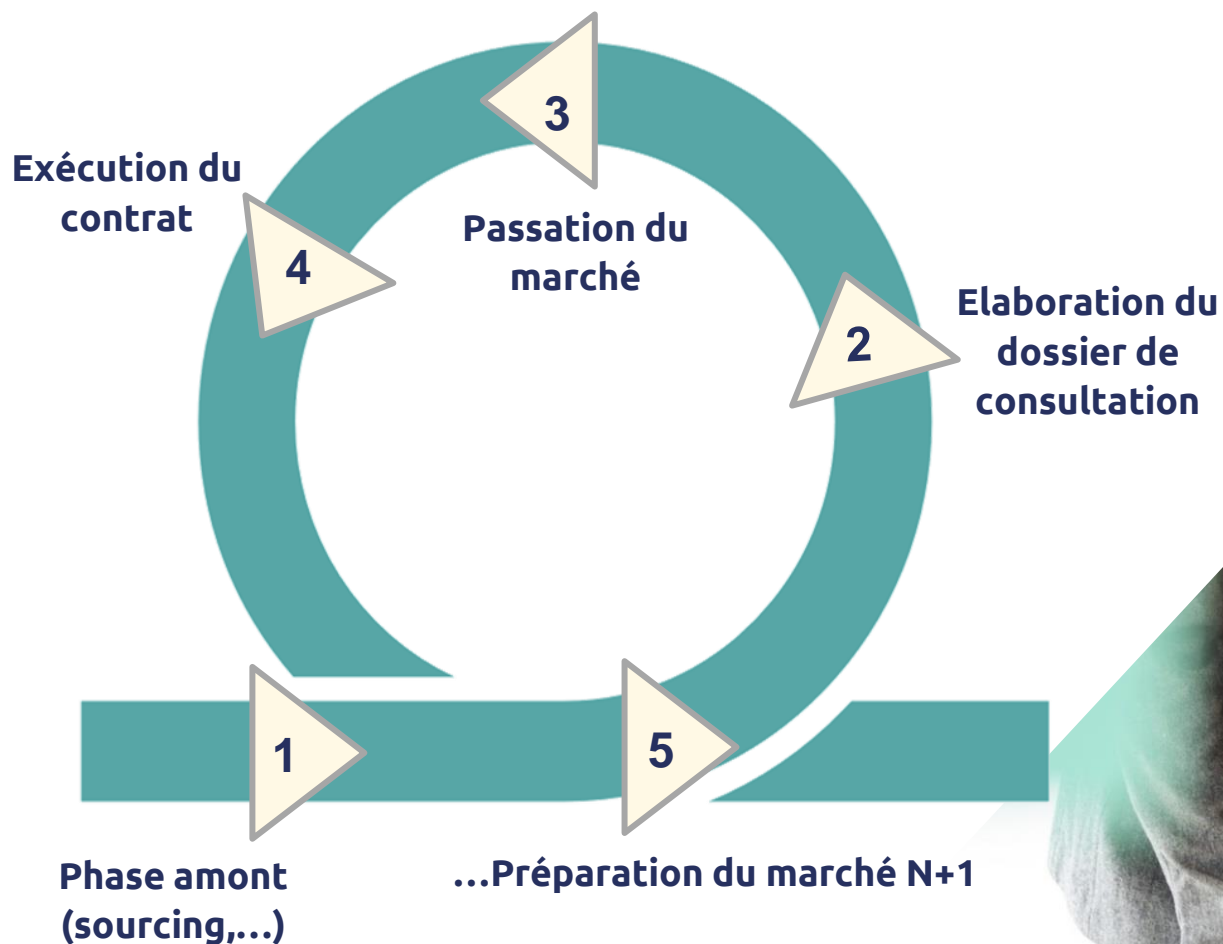 3
Exécution du
contrat
4
Passation du
marché
2
Elaboration du
dossier de
consultation
1
5
Phase amont
(sourcing,...)
...Préparation du marché N+1